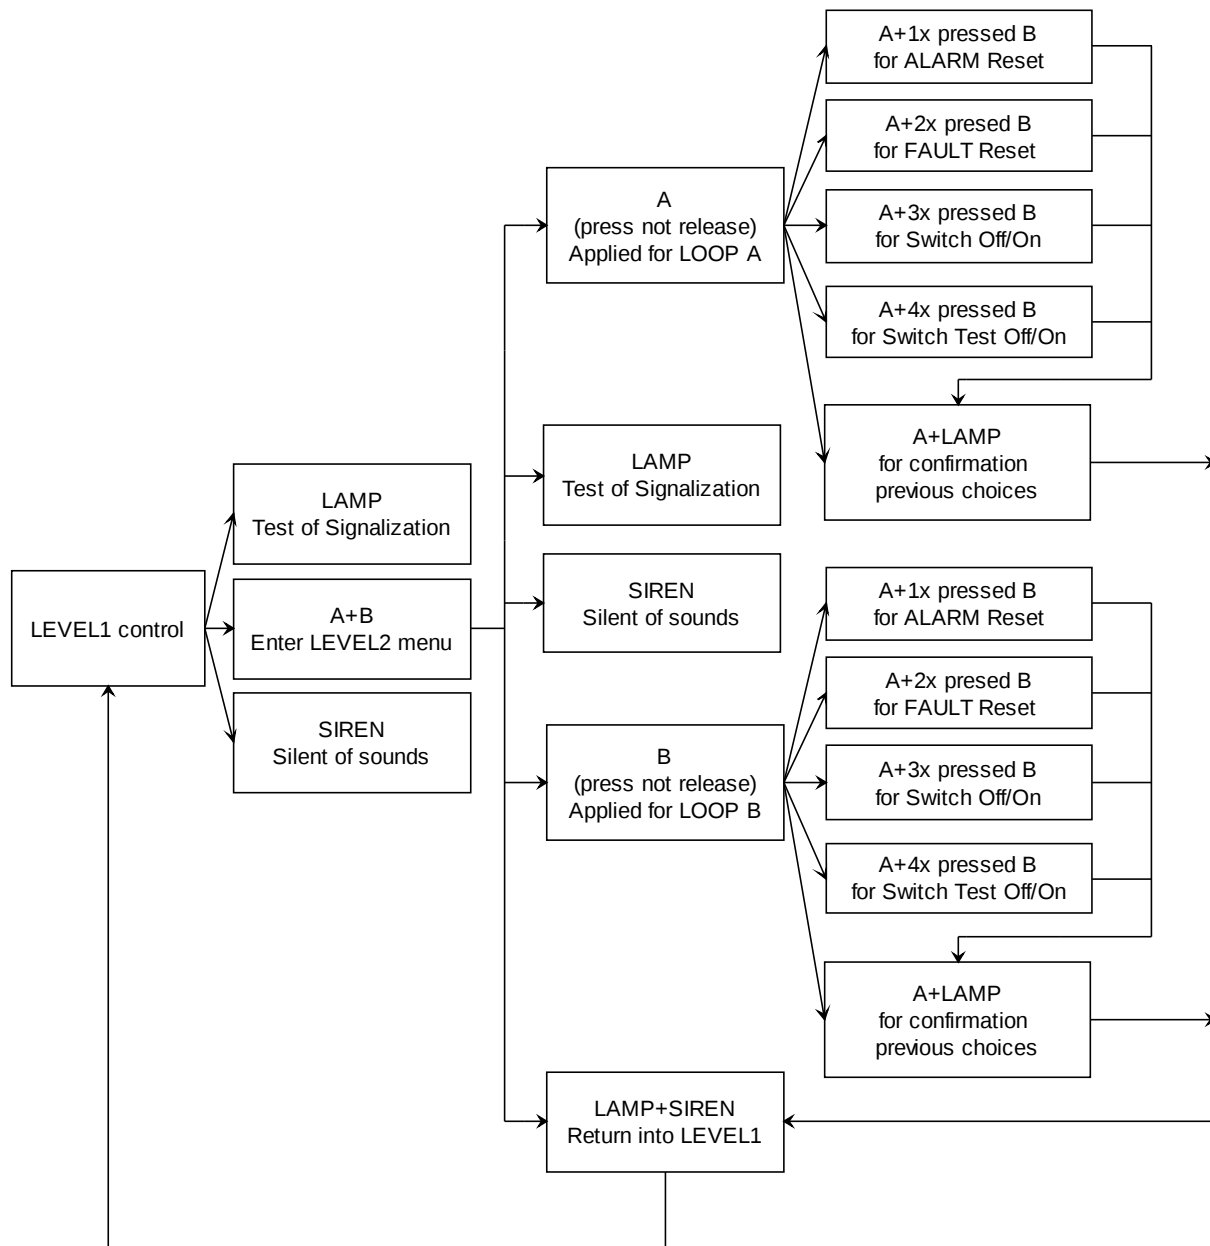 LEVEL1 control
LAMP
Test of Signalization
A+B
Enter LEVEL2 menu
SIREN
Silent of sounds
A
(press not release)
Applied for LOOP A
LAMP
Test of Signalization
SIREN
Silent of sounds
B
(press not release)
Applied for LOOP B
LAMP+SIREN
Return into LEVEL1
A+1x pressed B
for ALARM Reset
A+2x presed B
for FAULT Reset
A+3x pressed B
for Switch Off/On
A+4x pressed B
for Switch Test Off/On
A+LAMP
for confirmation
previous choices
A+1x pressed B
for ALARM Reset
A+2x presed B
for FAULT Reset
A+3x pressed B
for Switch Off/On
A+4x pressed B
for Switch Test Off/On
A+LAMP
for confirmation
previous choices